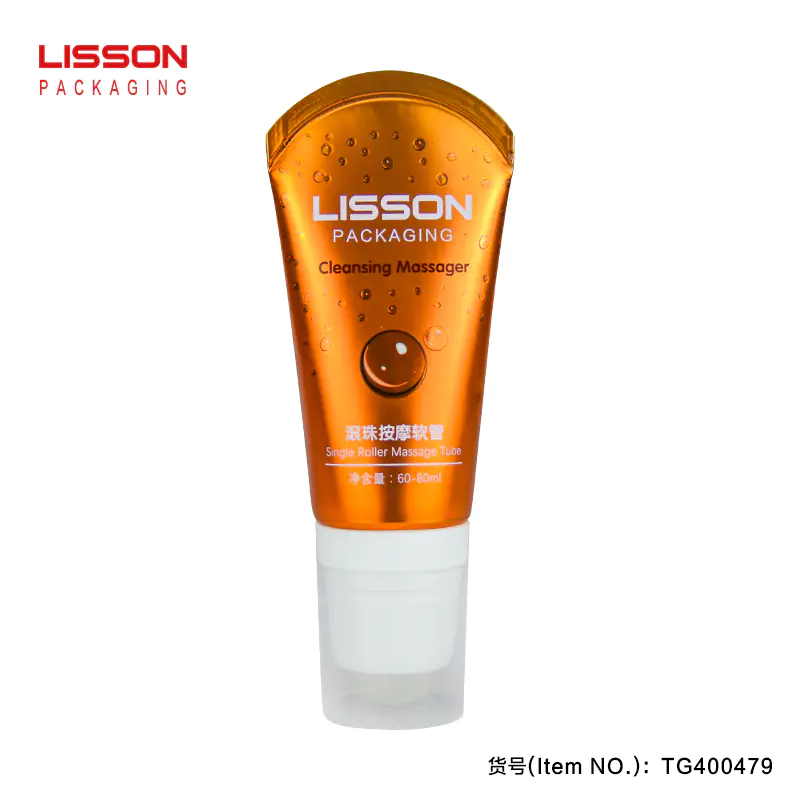 LISSON
PACKAGING
LISSON
PACKAGING
Cleansing Massager
滚珠按摩软管
Single Roller Massage Tube
净含量：60-80ml
货号(Item NO.)：TG400479